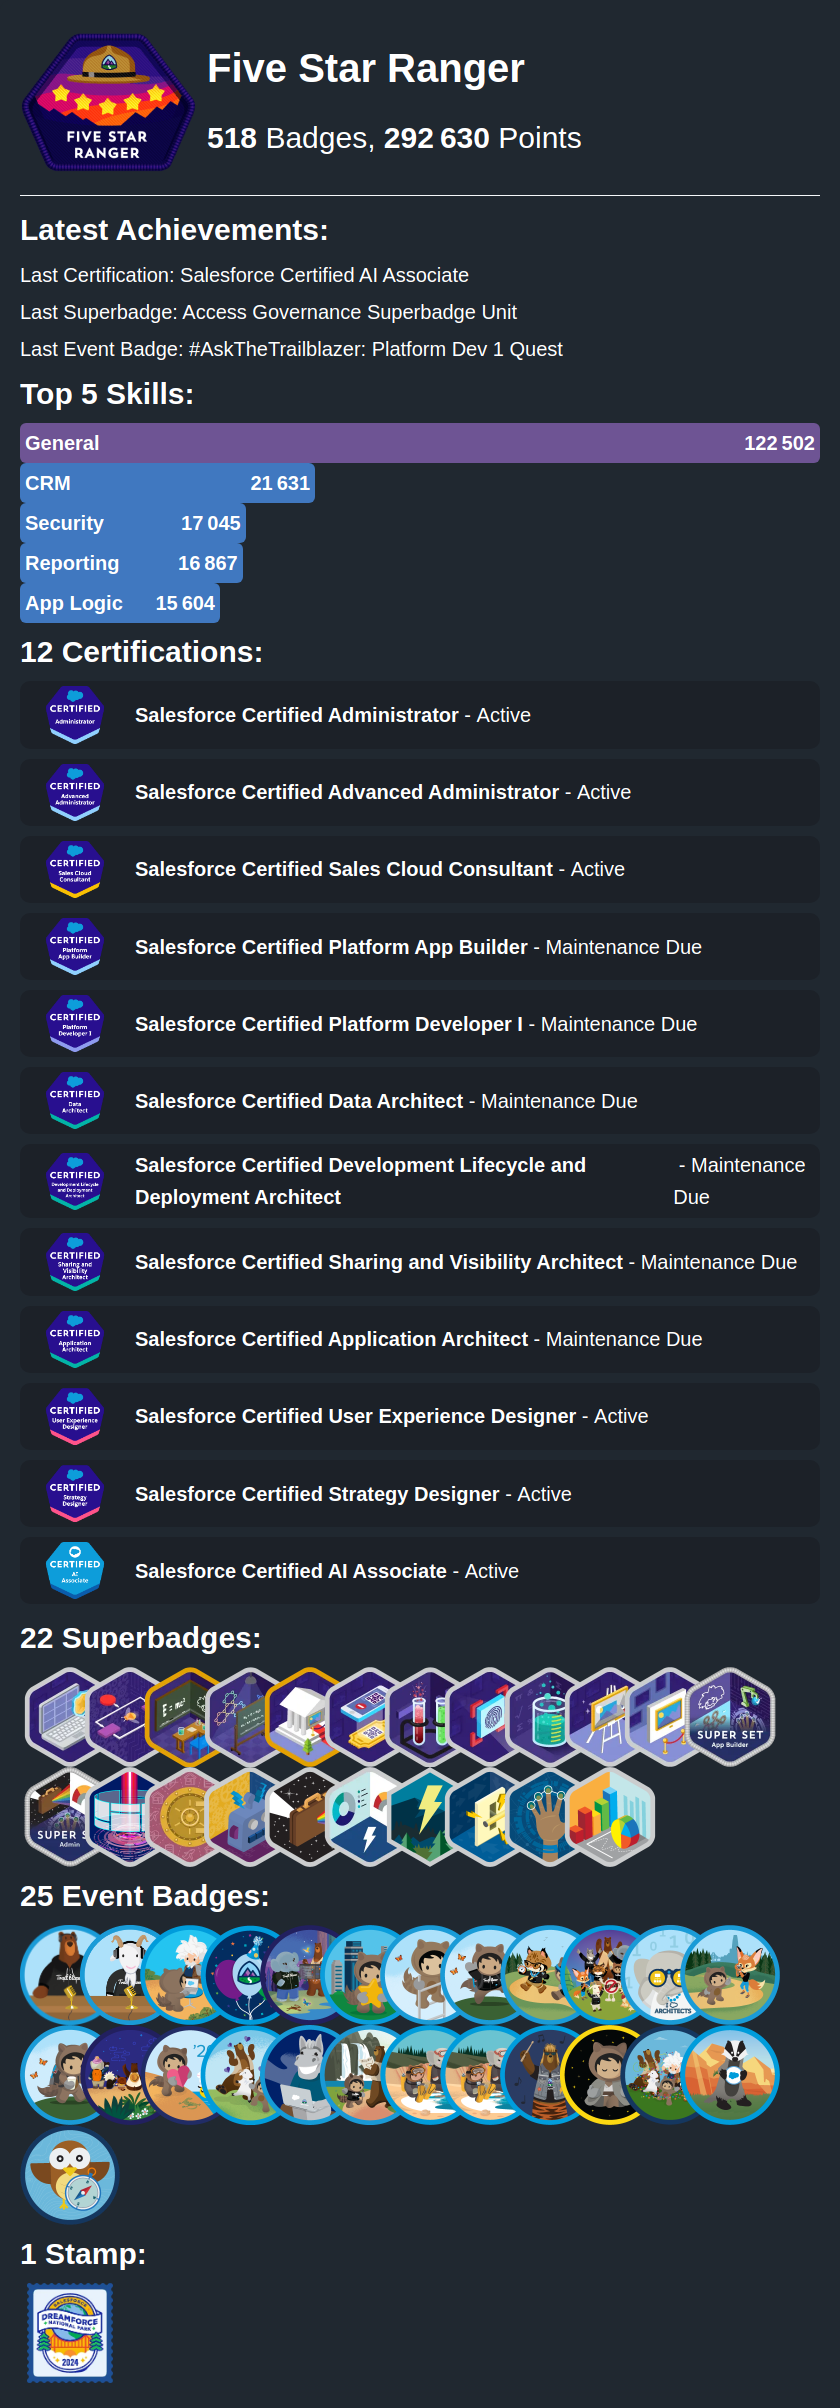 FIVE STAR
RANGER
Five Star Ranger
518 Badges, 292 630 Points
Latest Achievements:
Last Certification: Salesforce Certified AI Associate
Last Superbadge: Access Governance Superbadge Unit
Last Event Badge: #AskTheTrailblazer: Platform Dev 1 Quest
Top 5 Skills:
General 122 502
CRM 21 631
Security 17 045
Reporting 16 867
App Logic 15 604
12 Certifications:
CERTIFIED
Administrator
Salesforce Certified Administrator - Active
CERTIFIED
Advanced
Administrator
Salesforce Certified Advanced Administrator - Active
CERTIFIED
Sales Cloud
Consultant
Salesforce Certified Sales Cloud Consultant - Active
CERTIFIED
Platform
App Builder
Salesforce Certified Platform App Builder - Maintenance Due
CERTIFIED
Platform
Developer I
Salesforce Certified Platform Developer I - Maintenance Due
CERTIFIED
Data
Architect
Salesforce Certified Data Architect - Maintenance Due
CERTIFIED
Development Lifecycle
and Deployment
Architect
Salesforce Certified Development Lifecycle and - Maintenance
Deployment Architect Due
CERTIFIED
Sharing and
Visibility
Architect
Salesforce Certified Sharing and Visibility Architect - Maintenance Due
CERTIFIED
Application
Architect
Salesforce Certified Application Architect - Maintenance Due
CERTIFIED
User Experience
Designer
Salesforce Certified User Experience Designer - Active
CERTIFIED
Strategy
Designer
Salesforce Certified Strategy Designer - Active
CERTIFIED
AI
Associate
Salesforce Certified AI Associate - Active
22 Superbadges:
E = mc²
SUPER SET
App Builder
SUPER S
Admin
25 Event Badges:
ARCHITECTS
'2
1 Stamp:
SALESFORCE
DREAMFORCE
NATIONAL PARK
2024